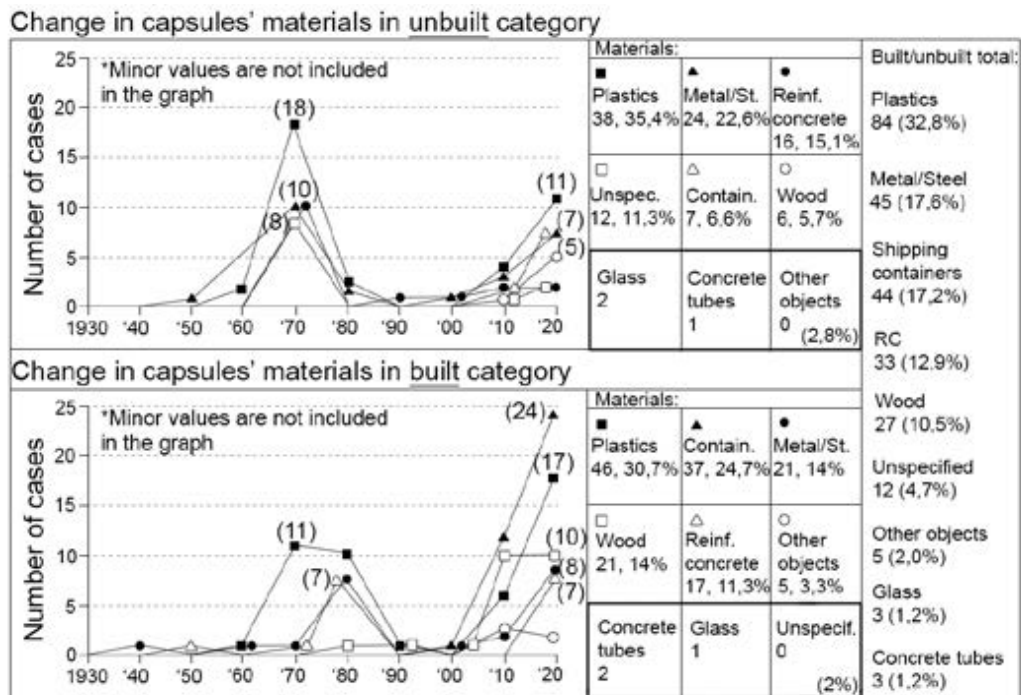 Change in capsules' materials in unbuilt category
Number of cases
25
20
15
10
5
0
*Minor values are not included
in the graph
(18)
(10)
(8)
(11)
(7)
(5)
1930 '40 '50 '60 '70 '80 '90 '00 '10 '20
Materials:
Plastics
38, 35,4%
Metal/St.
24, 22,6%
Reinf.
concrete
16, 15,1%
Unspec.
12, 11,3%
Contain.
7, 6,6%
Wood
6, 5,7%
Glass
2
Concrete
tubes
1
Other
objects
0
(2,8%)
Change in capsules' materials in built category
Number of cases
25
20
15
10
5
0
*Minor values are not included
in the graph
(11)
(7)
(24)
(17)
(10)
(8)
(7)
1930 '40 '50 '60 '70 '80 '90 '00 '10 '20
Materials:
Plastics
46, 30,7%
Contain.
37, 24,7%
Metal/St.
21, 14%
Wood
21, 14%
Reinf.
concrete
17, 11,3%
Other
objects
5, 3,3%
Concrete
tubes
2
Glass
1
Unspecif.
0
(2%)
Built/unbuilt total:
Plastics
84 (32,8%)
Metal/Steel
45 (17,6%)
Shipping
containers
44 (17,2%)
RC
33 (12.9%)
Wood
27 (10,5%)
Unspecified
12 (4,7%)
Other objects
5 (2,0%)
Glass
3 (1,2%)
Concrete tubes
3 (1,2%)